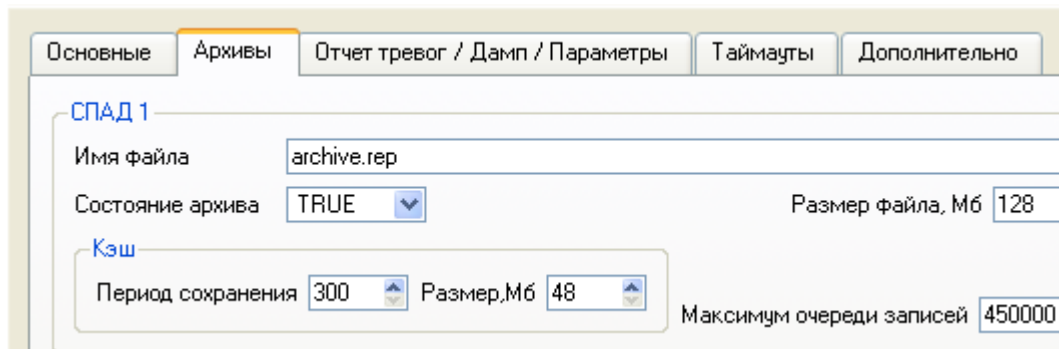 Основные Архивы Отчет тревог / Дамп / Параметры Таймауты Дополнительно
СПАД 1
Имя файла archive.rep
Состояние архива TRUE Размер файла, Мб 128
Кэш
Период сохранения 300 Размер,Мб 48
Максимум очереди записей 450000